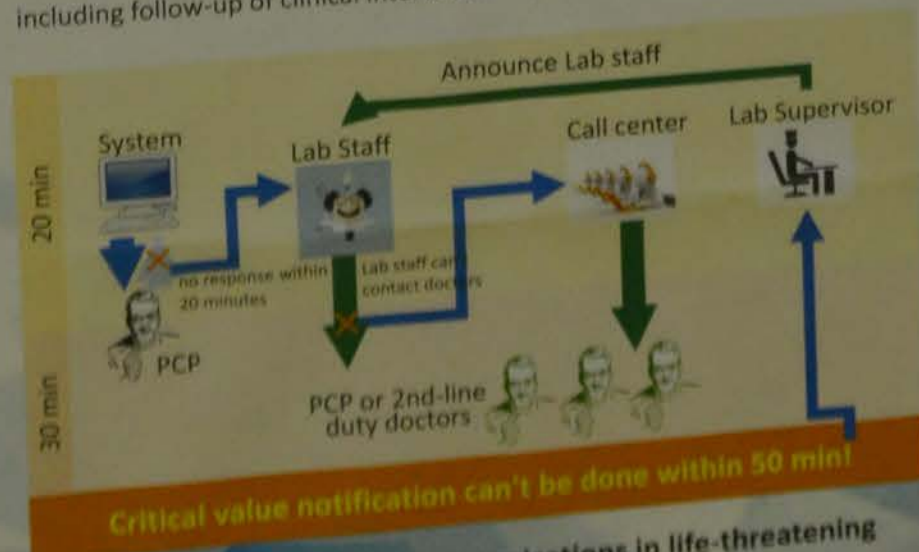 including follow-up of clinical
Announce Lab staff
System
Lab Staff
Call center
Lab Supervisor
20 min
no response within
20 minutes
Lab staff can
contact doctors
PCP
30 min
PCP or 2nd-line
duty doctors
Critical value notification can't be done within 50 min!
in life-threatening